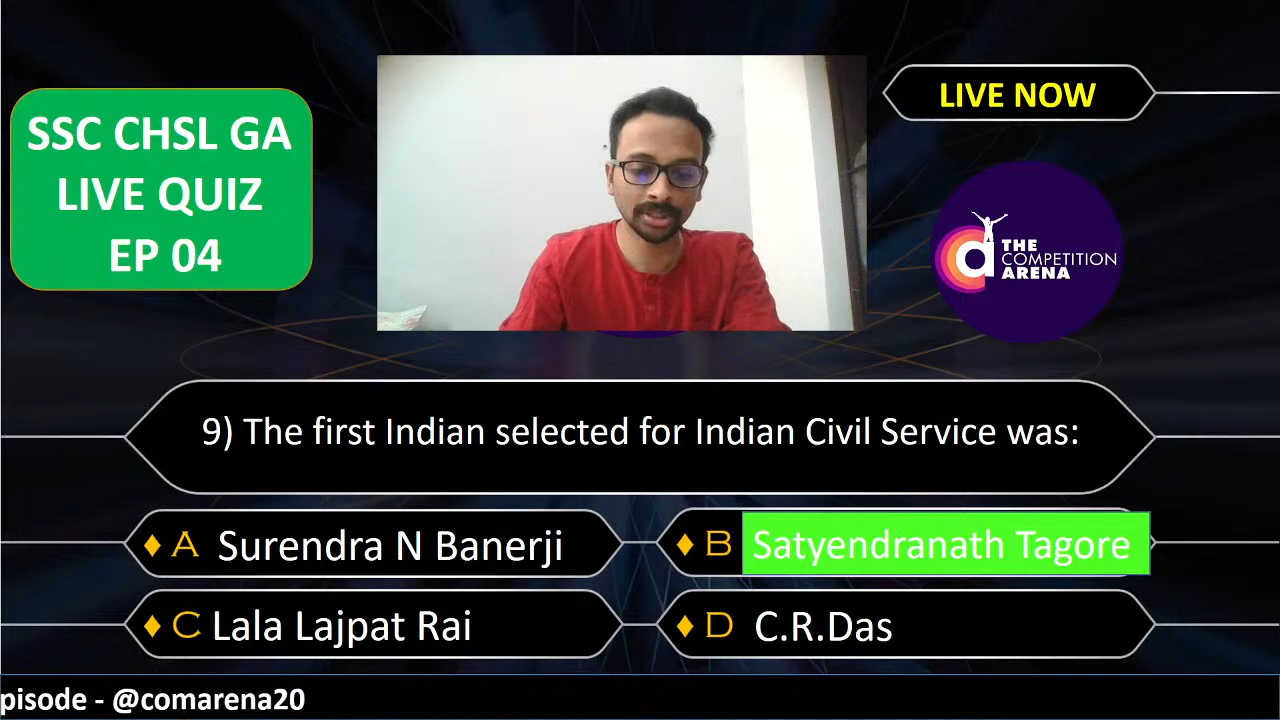 SSC CHSL GA
LIVE QUIZ
EP 04
LIVE NOW
THE
COMPETITION
ARENA
9) The first Indian selected for Indian Civil Service was:
A Surendra N Banerji
B Satyendranath Tagore
C Lala Lajpat Rai
D C.R.Das
pisode - @comarena20